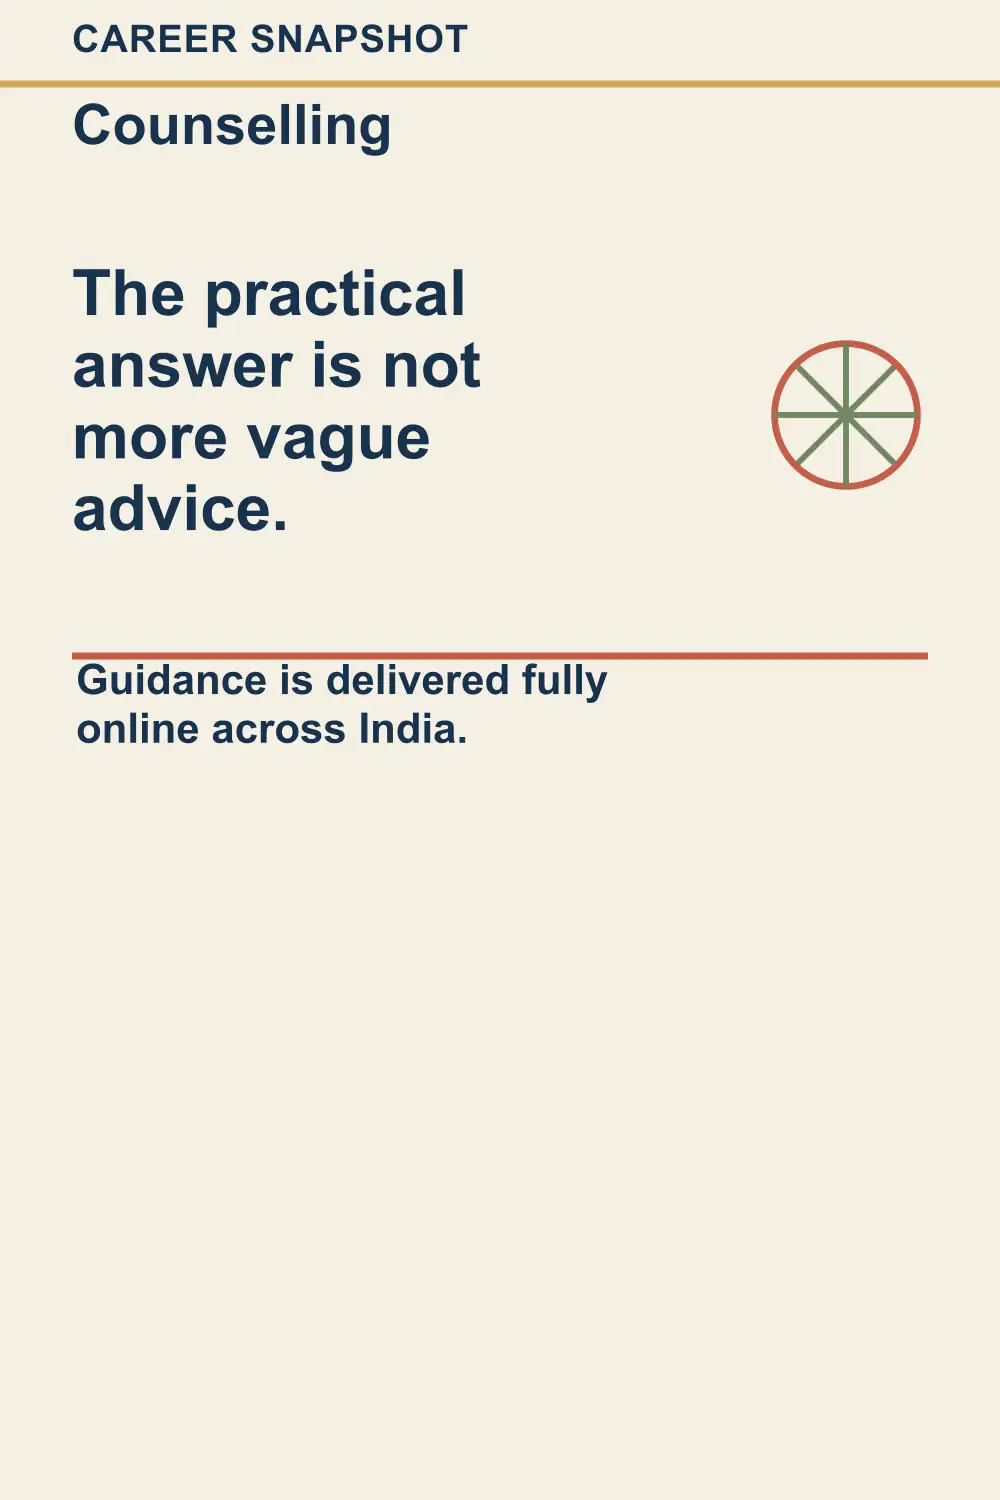 CAREER SNAPSHOT
Counselling
The practical
answer is not
more vague
advice.
Guidance is delivered fully
online across India.